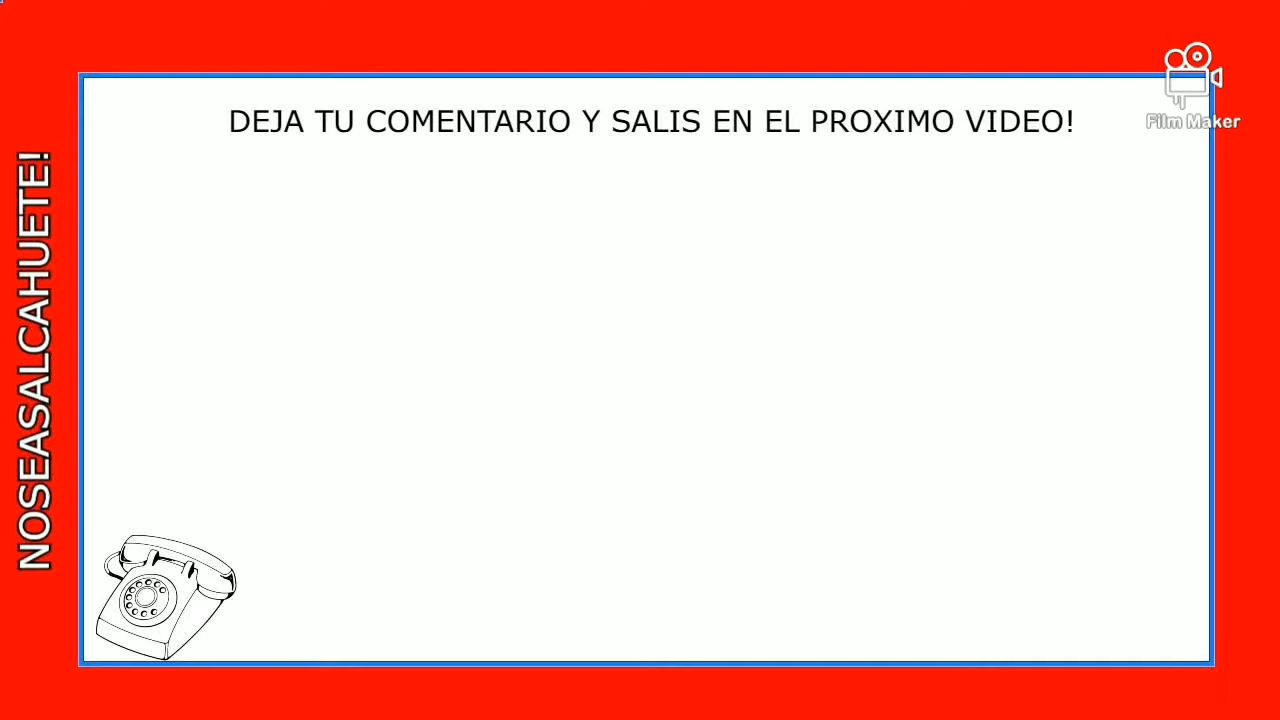 DEJA TU COMENTARIO Y SALIS EN EL PROXIMO VIDEO!
Film Maker
NOSEASALCAHUETE!